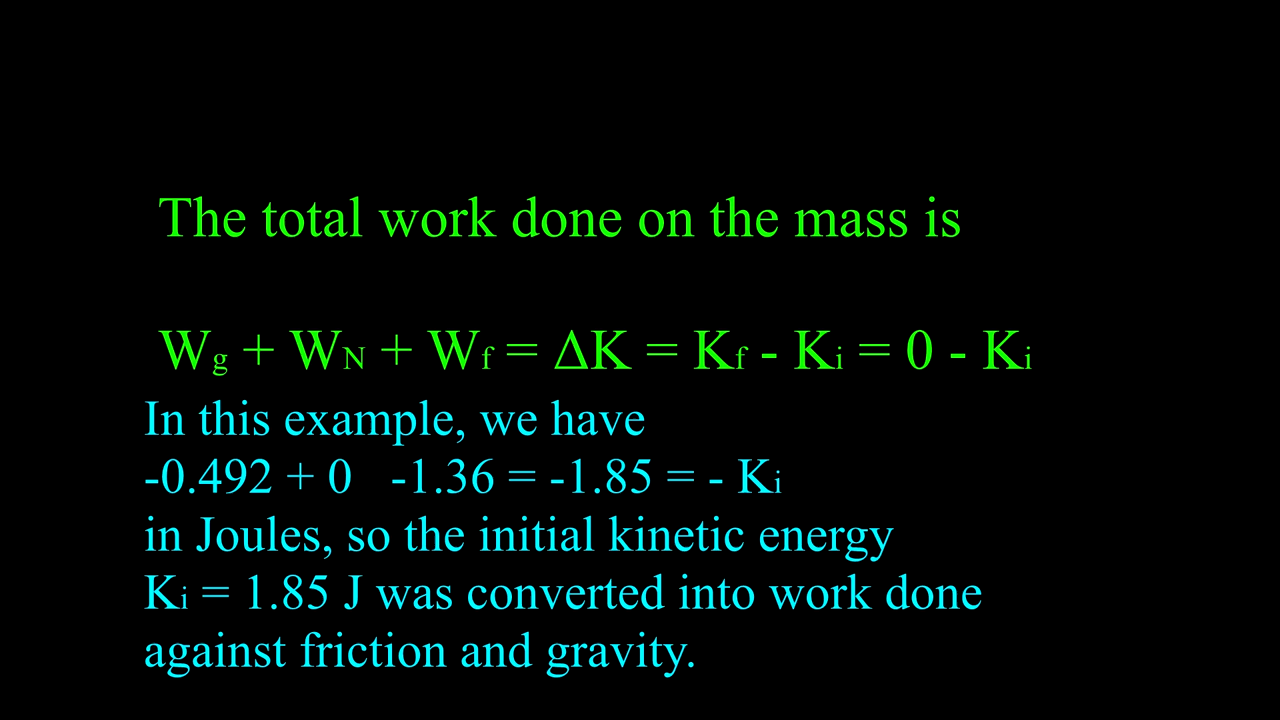 The total work done on the mass is
Wg + WN + Wf = ΔK = Kf - Ki = 0 - Ki
In this example, we have
-0.492 + 0 -1.36 = -1.85 = - Ki
in Joules, so the initial kinetic energy
Ki = 1.85 J was converted into work done
against friction and gravity.